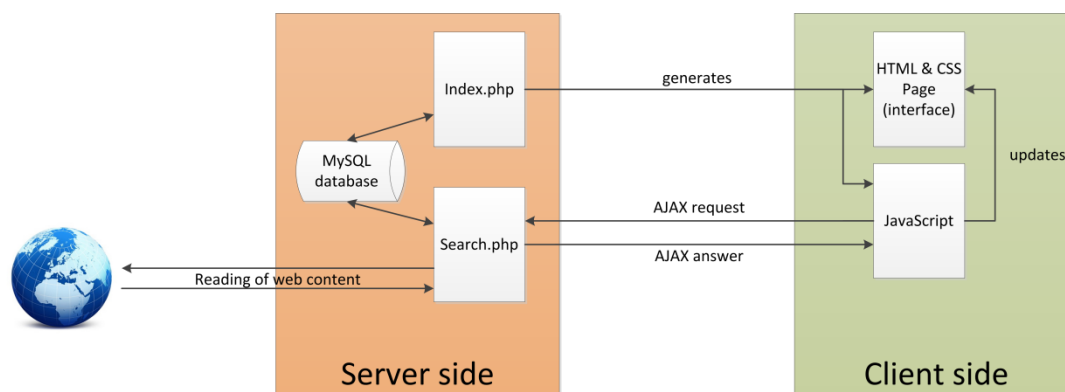 Index.php
generates
HTML & CSS
Page
(interface)
MySQL
database
updates
AJAX request
JavaScript
Search.php
AJAX answer
Reading of web content
Server side
Client side